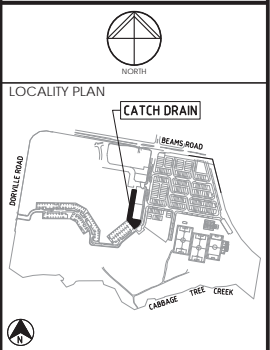 NORTH
LOCALITY PLAN
CATCH DRAIN
BEAMS ROAD
DORVILLE ROAD
CABBAGE TREE CREEK
N